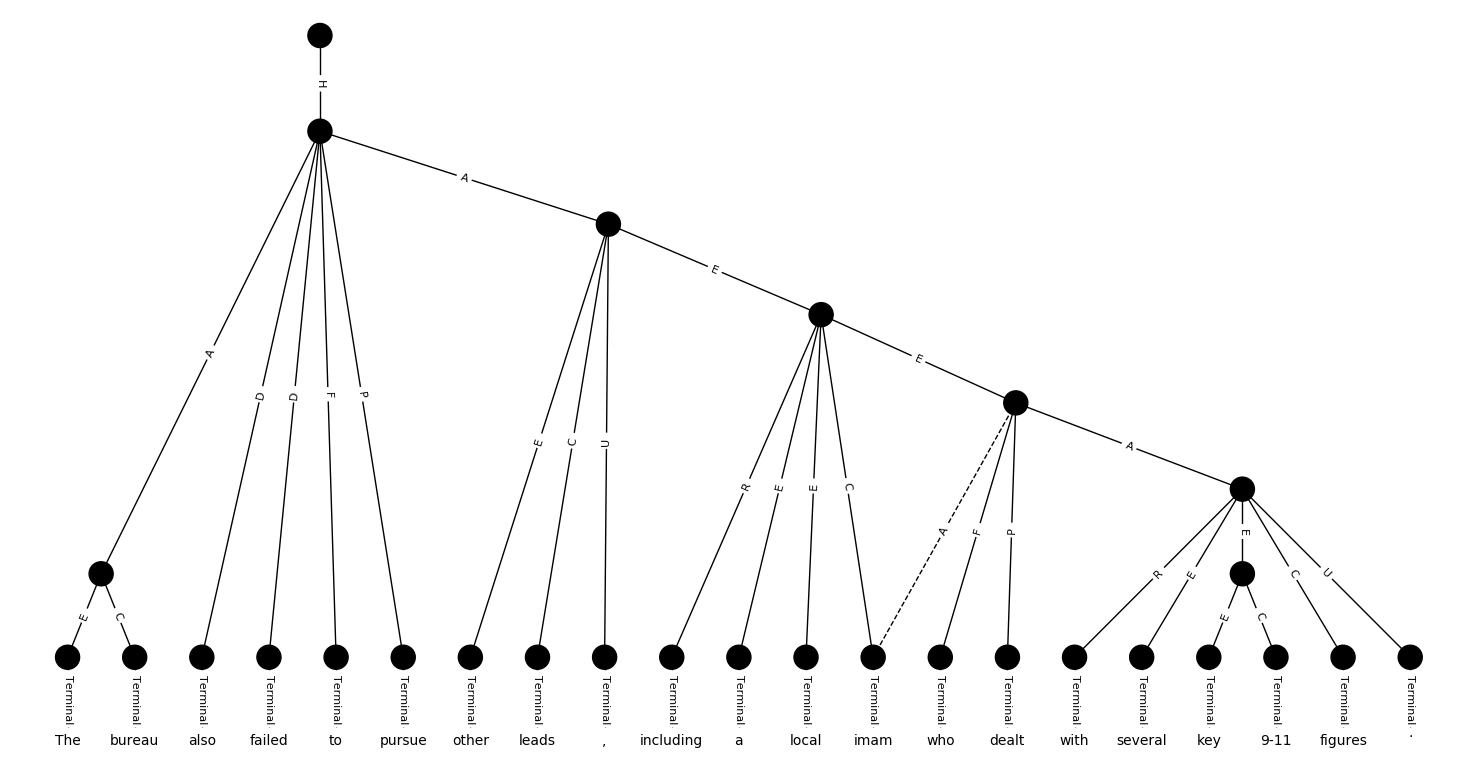 H
A
A
E
A
D
D
F
P
E
E
C
U
A
R
E
E
C
A
F
P
E
R
E
C
U
E
C
E
C
Terminal Terminal Terminal Terminal Terminal Terminal Terminal Terminal Terminal Terminal Terminal Terminal Terminal Terminal Terminal Terminal Terminal Terminal Terminal Terminal Terminal
The bureau also failed to pursue other leads , including a local imam who dealt with several key 9-11 figures .